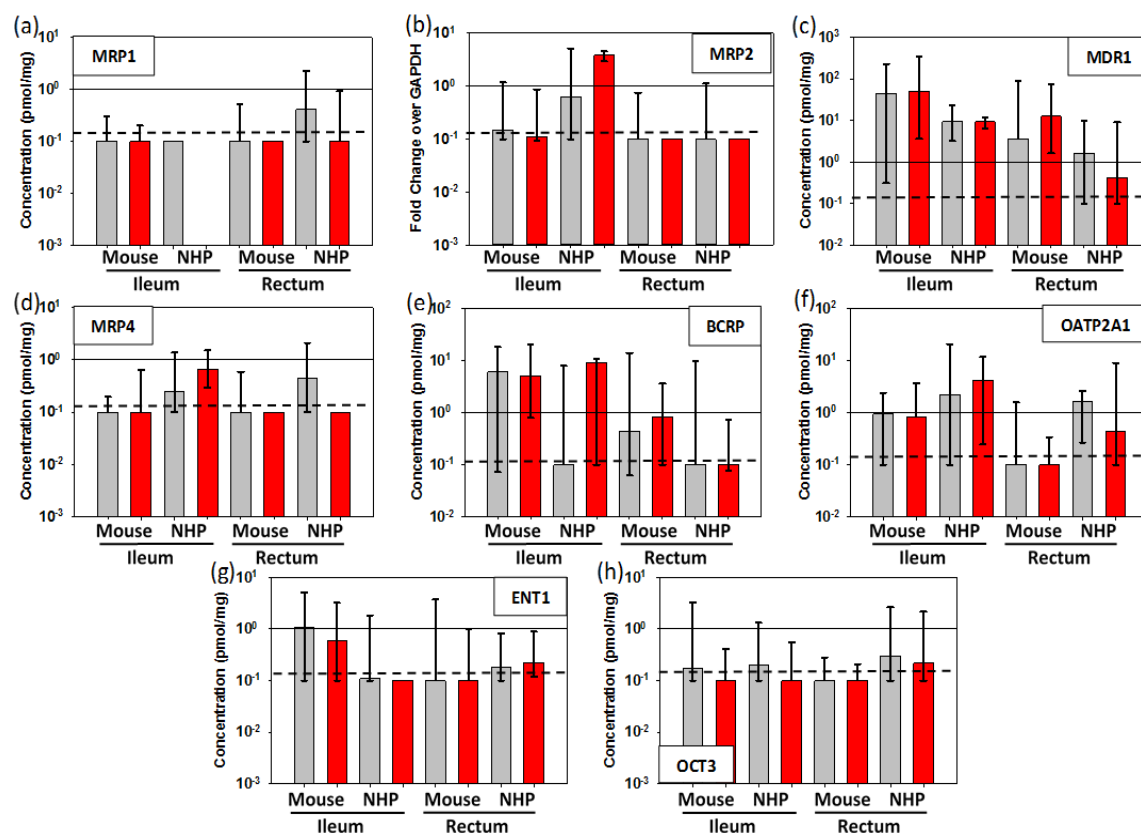 (a)
MRP1
Concentration (pmol/mg)
10¹
10⁰
10⁻¹
10⁻²
10⁻³
Mouse NHP Mouse NHP
Ileum Rectum
(b)
MRP2
Fold Change over GAPDH
10¹
10⁰
10⁻¹
10⁻²
10⁻³
Mouse NHP Mouse NHP
Ileum Rectum
(c)
MDR1
Concentration (pmol/mg)
10³
10²
10¹
10⁰
10⁻¹
10⁻²
Mouse NHP Mouse NHP
Ileum Rectum
(d)
MRP4
Concentration (pmol/mg)
10¹
10⁰
10⁻¹
10⁻²
10⁻³
Mouse NHP Mouse NHP
Ileum Rectum
(e)
BCRP
Concentration (pmol/mg)
10²
10¹
10⁰
10⁻¹
10⁻²
Mouse NHP Mouse NHP
Ileum Rectum
(f)
OATP2A1
Concentration (pmol/mg)
10²
10¹
10⁰
10⁻¹
10⁻²
Mouse NHP Mouse NHP
Ileum Rectum
(g)
ENT1
Concentration (pmol/mg)
10¹
10⁰
10⁻¹
10⁻²
10⁻³
Mouse NHP Mouse NHP
Ileum Rectum
(h)
OCT3
Concentration (pmol/mg)
10¹
10⁰
10⁻¹
10⁻²
10⁻³
Mouse NHP Mouse NHP
Ileum Rectum